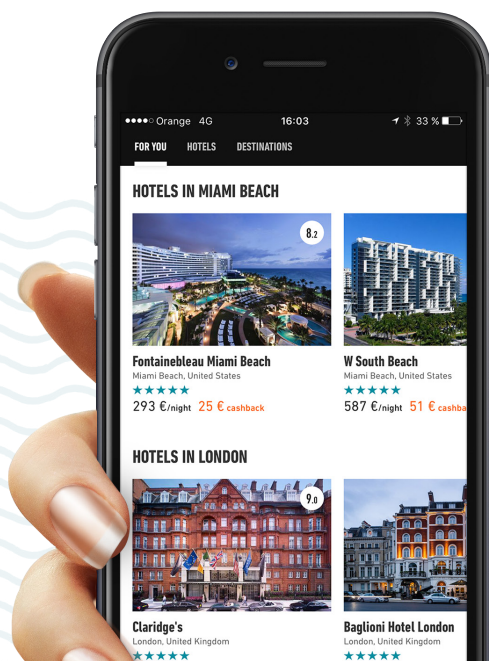 Orange 4G 16:03 33 %
FOR YOU HOTELS DESTINATIONS
HOTELS IN MIAMI BEACH
8.2
Fontainebleau Miami Beach W South Beach
Miami Beach, United States Miami Beach, United States
293 €/night 25 € cashback 587 €/night 51 € cashba
HOTELS IN LONDON
9.0
Claridge's Baglioni Hotel London
London, United Kingdom London, United Kingdom